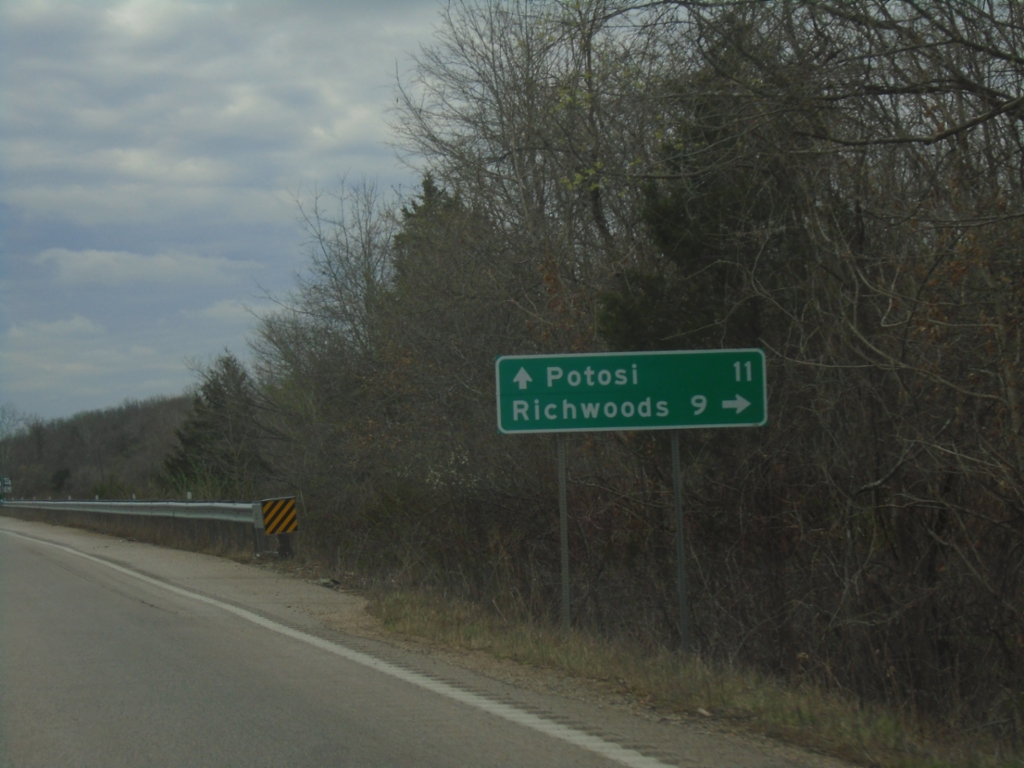 ↑ Potosi 11
Richwoods 9 →